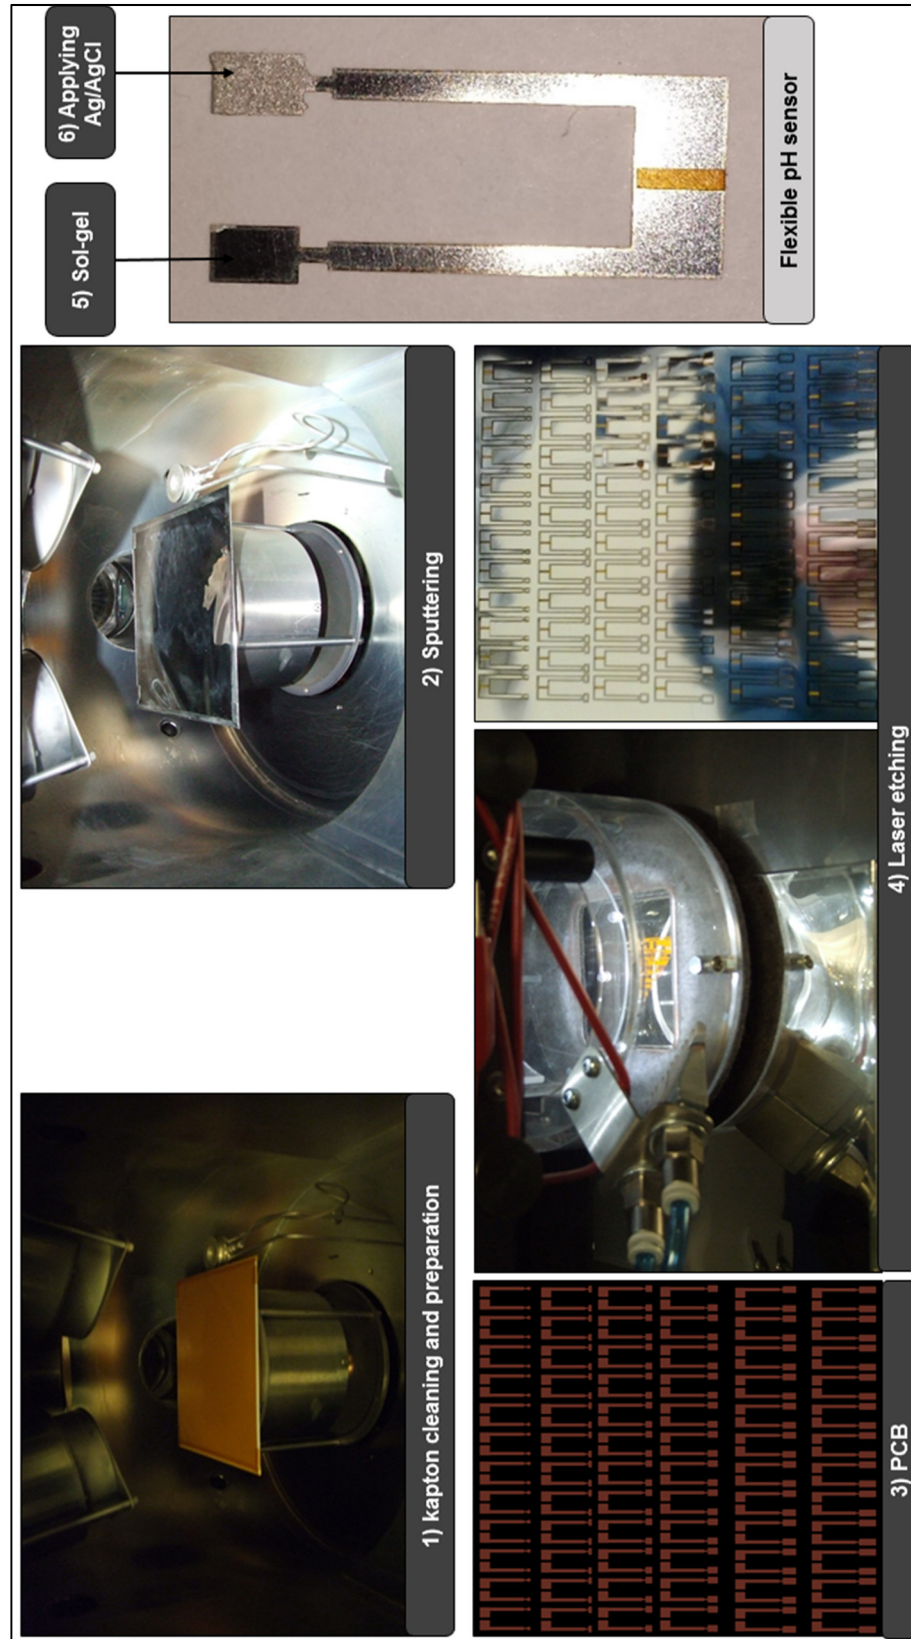 1) kapton cleaning and preparation
2) Sputtering
3) PCB
4) Laser etching
5) Sol-gel
6) Applying
Ag/AgCl
Flexible pH sensor